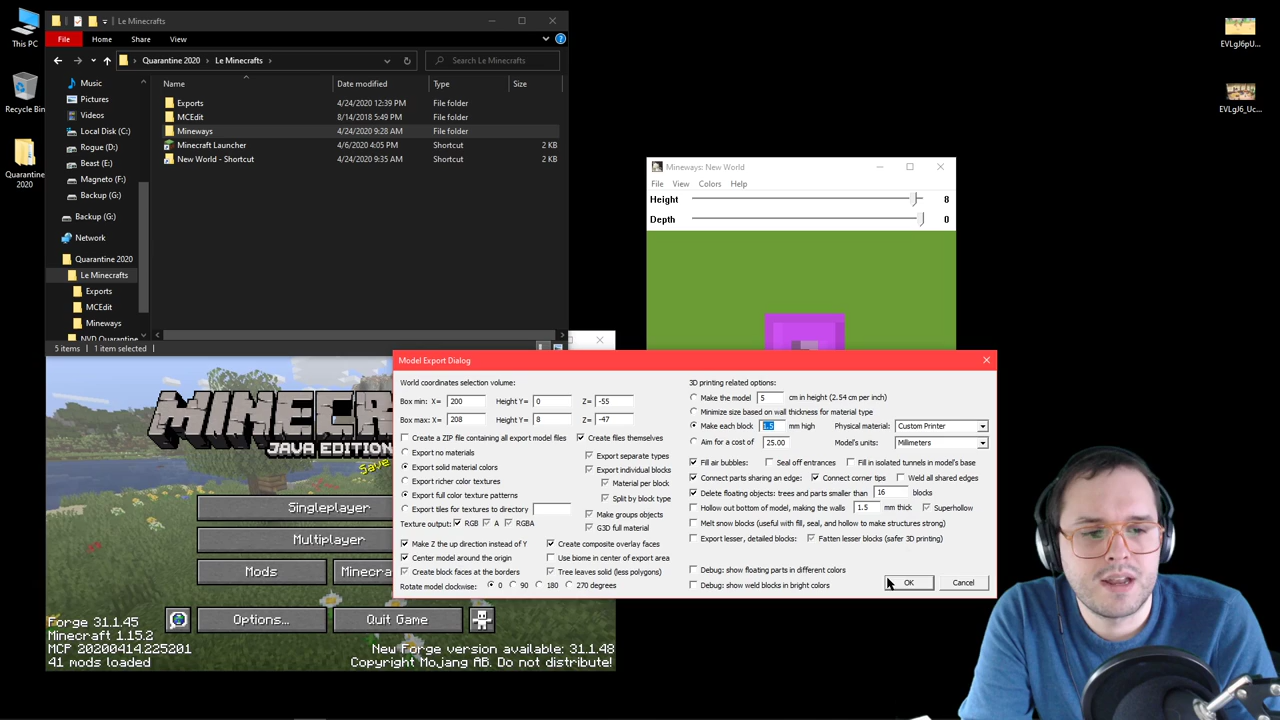 This PC
Recycle Bin
Quarantine 2020
EVLgJ6pU...
EVLgJ6_Uc...
Le Minecrafts
File Home Share View
Quarantine 2020 > Le Minecrafts >
Search Le Minecrafts
Music
Pictures
Videos
Local Disk (C:)
Rogue (D:)
Beast (E:)
Magneto (F:)
Backup (G:)
Backup (G:)
Network
Quarantine 2020
Le Minecrafts
Exports
MCEdit
Mineways
NVD Quarantine
Name Date modified Type Size
Exports 4/24/2020 12:39 PM File folder
MCEdit 8/14/2018 5:49 PM File folder
Mineways 4/24/2020 9:28 AM File folder
Minecraft Launcher 4/6/2020 4:05 PM Shortcut 2 KB
New World - Shortcut 4/24/2020 9:35 AM Shortcut 2 KB
5 items 1 item selected
Mineways: New World
File View Colors Help
Height 8
Depth 0
MINECR
JAVA EDITION
Save
Singleplayer
Multiplayer
Mods
Minecraf
Options...
Quit Game
Forge 31.1.45
Minecraft 1.15.2
MCP 20200414.225201
41 mods loaded
New Forge version available: 31.1.48
Copyright Mojang AB. Do not distribute!
Model Export Dialog
World coordinates selection volume:
Box min: X= 200 Height Y= 0 Z= -55
Box max: X= 208 Height Y= 8 Z= -47
Create a ZIP file containing all export model files
Create files themselves
Export no materials
Export solid material colors
Export richer color textures
Export full color texture patterns
Export tiles for textures to directory
Texture output: RGB A RGBA
Export separate types
Export individual blocks
Material per block
Split by block type
Make groups objects
G3D full material
Make Z the up direction instead of Y
Create composite overlay faces
Center model around the origin
Use biome in center of export area
Create block faces at the borders
Tree leaves solid (less polygons)
Rotate model clockwise: 0 90 180 270 degrees
3D printing related options:
Make the model 5 cm in height (2.54 cm per inch)
Minimize size based on wall thickness for material type
Make each block 1.5 mm high
Physical material: Custom Printer
Aim for a cost of 25.00
Model's units: Millimeters
Fill air bubbles: Seal off entrances Fill in isolated tunnels in model's base
Connect parts sharing an edge: Connect corner tips Weld all shared edges
Delete floating objects: trees and parts smaller than 16 blocks
Hollow out bottom of model, making the walls 1.5 mm thick Superhollow
Melt snow blocks (useful with fill, seal, and hollow to make structures strong)
Export lesser, detailed blocks: Fatten lesser blocks (safer 3D printing)
Debug: show floating parts in different colors
Debug: show weld blocks in bright colors
OK Cancel